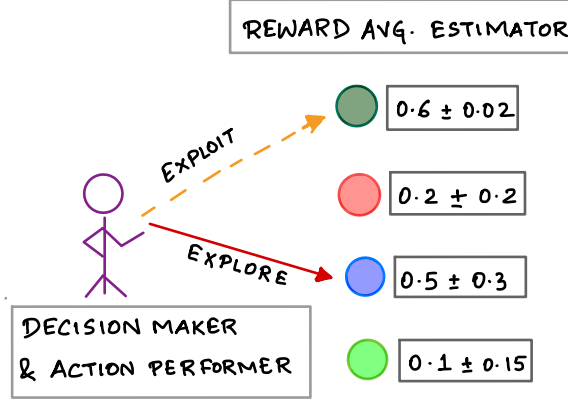 REWARD AVG. ESTIMATOR
0.6 ± 0.02
EXPLOIT
0.2 ± 0.2
EXPLORE
0.5 ± 0.3
DECISION MAKER
& ACTION PERFORMER
0.1 ± 0.15